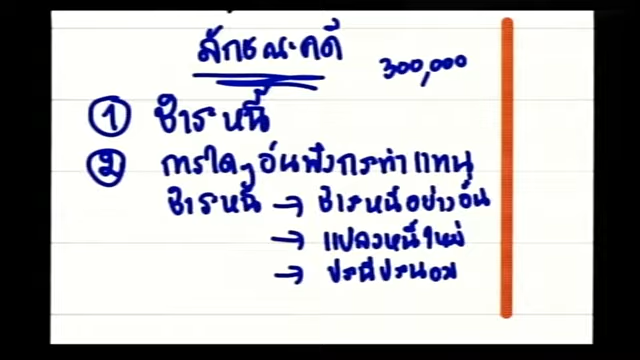 ลักษณะคดี
300,000
① ชำระหนี้
② การใดๆอันพึงกระทำแทน
ชำระหนี้ → ชำระหนี้อย่างอื่น
→ แปลงหนี้ใหม่
→ ประนีประนอม